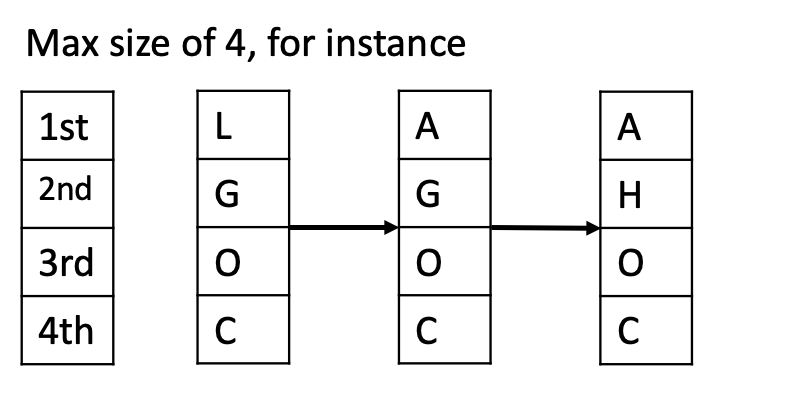 Max size of 4, for instance
1st L A A
2nd G G H
3rd O O O
4th C C C